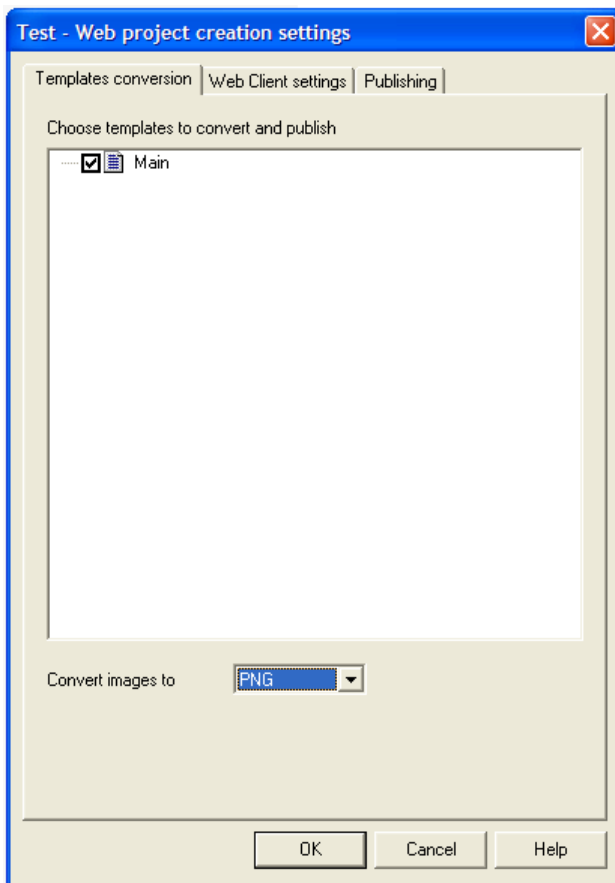 Test - Web project creation settings
Templates conversion Web Client settings Publishing
Choose templates to convert and publish
Main
Convert images to PNG
OK Cancel Help